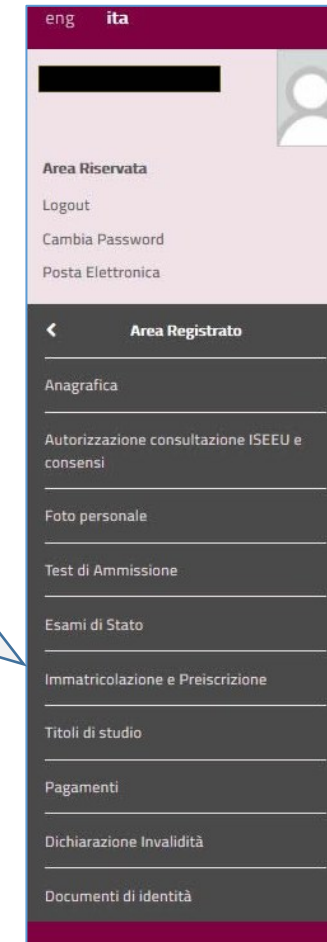 eng ita
Area Riservata
Logout
Cambia Password
Posta Elettronica
Area Registrato
Anagrafica
Autorizzazione consultazione ISEEU e
consensi
Foto personale
Test di Ammissione
Esami di Stato
Immatricolazione e Preiscrizione
Titoli di studio
Pagamenti
Dichiarazione Invalidità
Documenti di identità